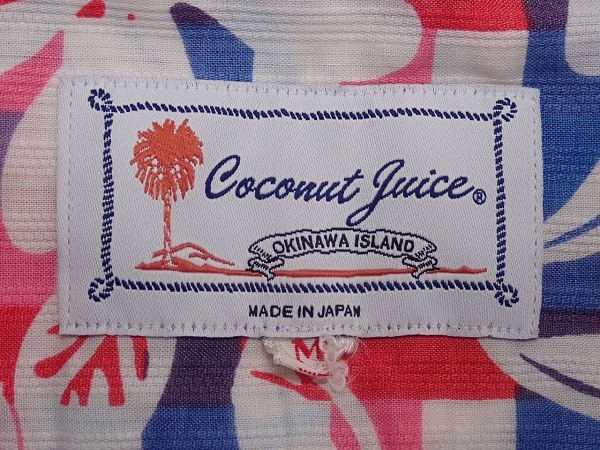 Coconut Juice®
OKINAWA ISLAND
MADE IN JAPAN
M